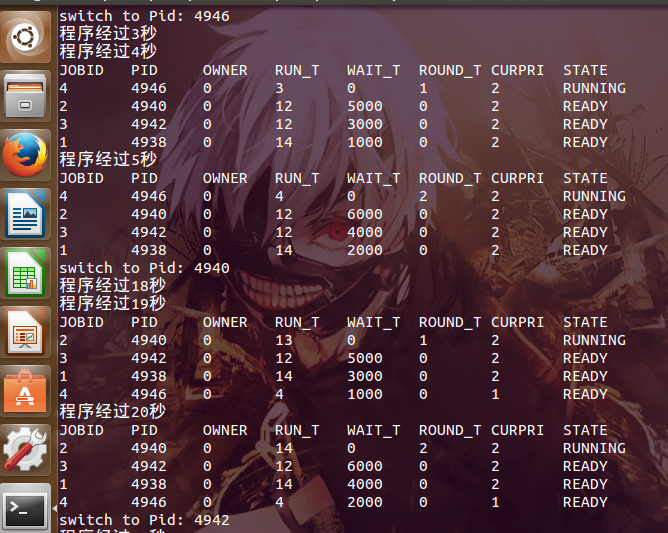 switch to Pid: 4946
程序经过3秒
程序经过4秒
JOBID PID OWNER RUN_T WAIT_T ROUND_T CURPRI STATE
4 4946 0 3 0 1 2 RUNNING
2 4940 0 12 5000 0 2 READY
3 4942 0 12 3000 0 2 READY
1 4938 0 14 1000 0 2 READY
程序经过5秒
JOBID PID OWNER RUN_T WAIT_T ROUND_T CURPRI STATE
4 4946 0 4 0 2 2 RUNNING
2 4940 0 12 6000 0 2 READY
3 4942 0 12 4000 0 2 READY
1 4938 0 14 2000 0 2 READY
switch to Pid: 4940
程序经过18秒
程序经过19秒
JOBID PID OWNER RUN_T WAIT_T ROUND_T CURPRI STATE
2 4940 0 13 0 1 2 RUNNING
3 4942 0 12 5000 0 2 READY
1 4938 0 14 3000 0 2 READY
4 4946 0 4 1000 0 1 READY
程序经过20秒
JOBID PID OWNER RUN_T WAIT_T ROUND_T CURPRI STATE
2 4940 0 14 0 2 2 RUNNING
3 4942 0 12 6000 0 2 READY
1 4938 0 14 4000 0 2 READY
4 4946 0 4 2000 0 1 READY
switch to Pid: 4942